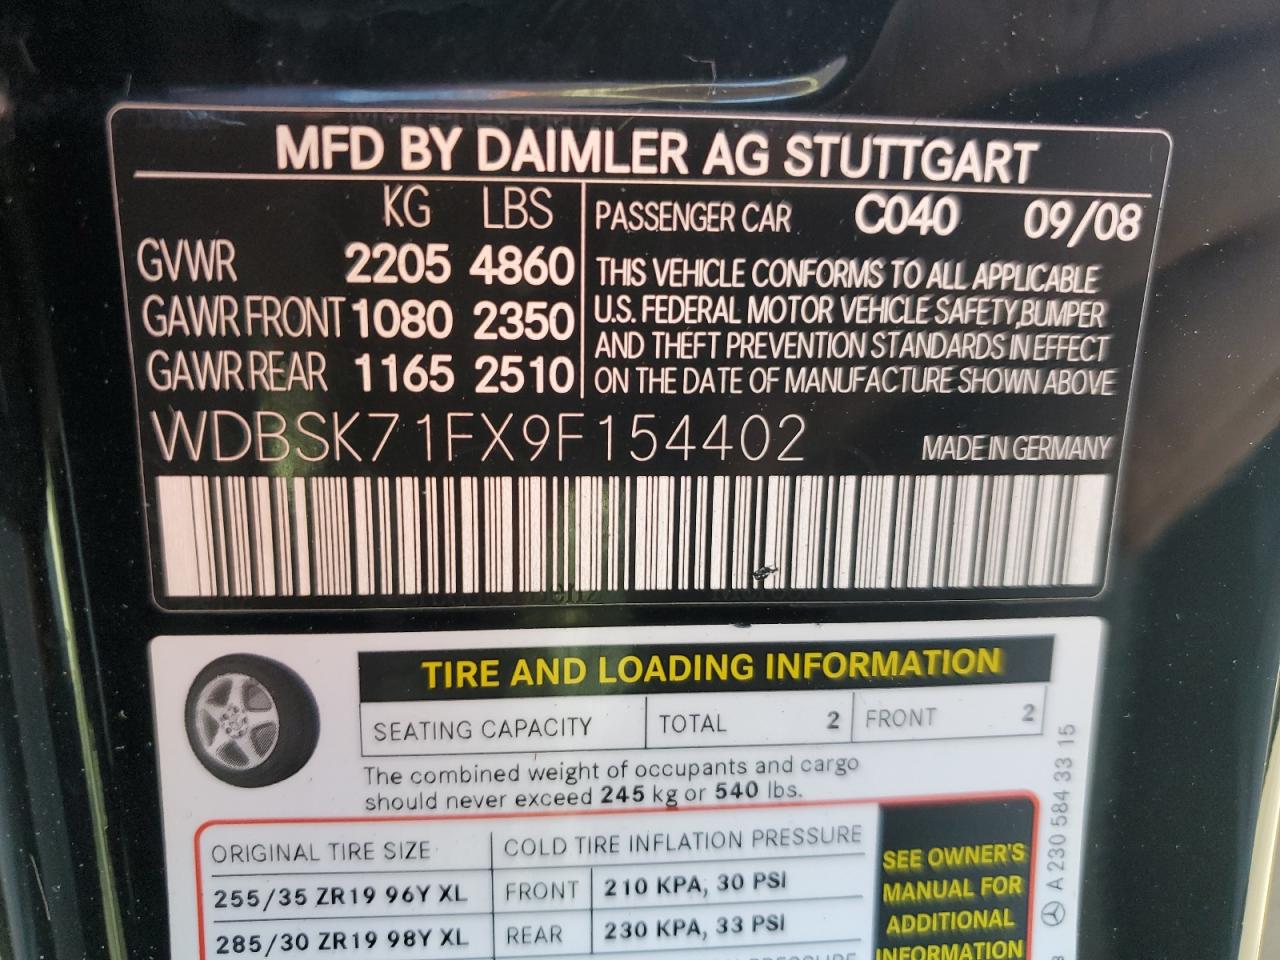 MFD BY DAIMLER AG STUTTGART
KG LBS
GVWR 2205 4860
GAWR FRONT 1080 2350
GAWR REAR 1165 2510
PASSENGER CAR C040 09/08
THIS VEHICLE CONFORMS TO ALL APPLICABLE
U.S. FEDERAL MOTOR VEHICLE SAFETY,BUMPER
AND THEFT PREVENTION STANDARDS IN EFFECT
ON THE DATE OF MANUFACTURE SHOWN ABOVE
WDBSK71FX9F154402
MADE IN GERMANY
TIRE AND LOADING INFORMATION
SEATING CAPACITY TOTAL 2 FRONT 2
The combined weight of occupants and cargo
should never exceed 245 kg or 540 lbs.
ORIGINAL TIRE SIZE COLD TIRE INFLATION PRESSURE
255/35 ZR19 96Y XL FRONT 210 KPA, 30 PSI
285/30 ZR19 98Y XL REAR 230 KPA, 33 PSI
SEE OWNER'S
MANUAL FOR
ADDITIONAL
INFORMATION
A 230 584 33 15